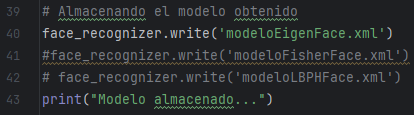 39 # Almacenando el modelo obtenido
40 face_recognizer.write('modeloEigenFace.xml')
41 #face_recognizer.write('modeloFisherFace.xml')
42 # face_recognizer.write('modeloLBPHFace.xml')
43 print("Modelo almacenado...")